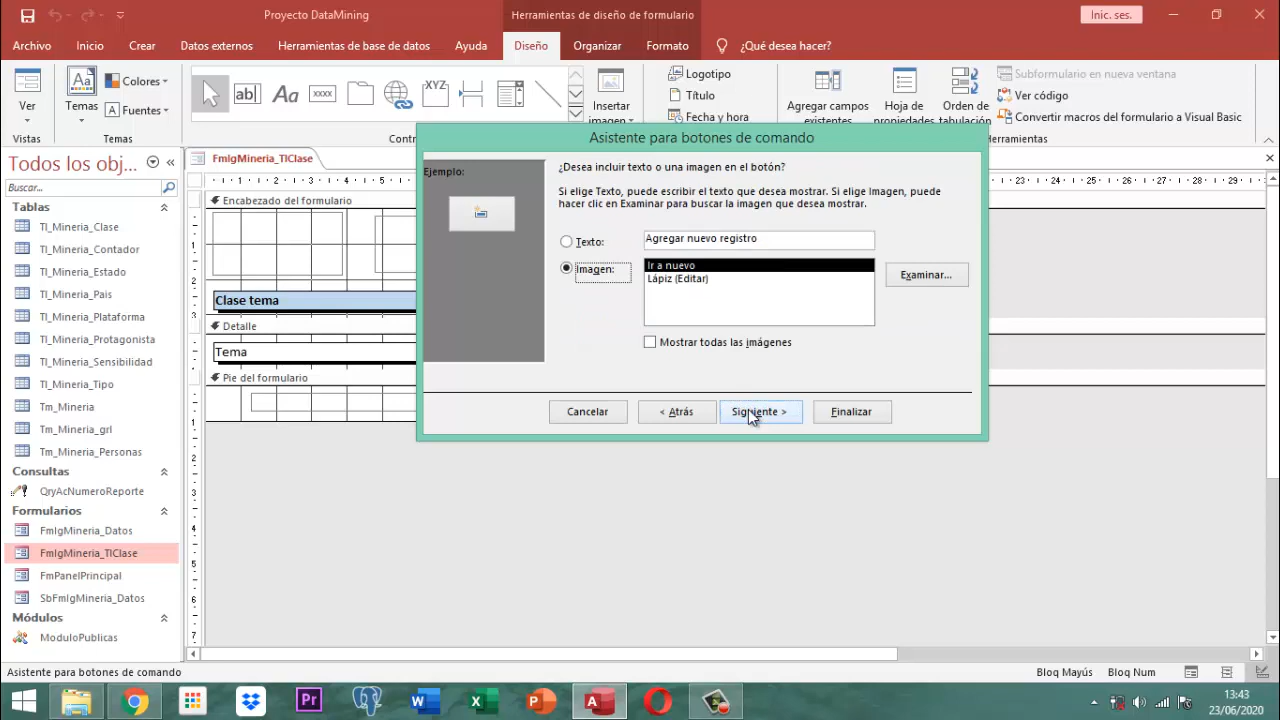 Proyecto DataMining
Herramientas de diseño de formulario
Inic. ses.
Archivo
Inicio
Crear
Datos externos
Herramientas de base de datos
Ayuda
Diseño
Organizar
Formato
¿Qué desea hacer?
Ver
Vistas
Temas
Colores
Fuentes
Temas
ab|
Aa
xxxx
XYZ
Insertar
imagen
Logotipo
Título
Fecha y hora
Agregar campos
existentes
Hoja de
propiedades
Orden de
tabulación
Subformulario en nueva ventana
Ver código
Convertir macros del formulario a Visual Basic
Todos los obj...
Buscar...
Tablas
Tl_Mineria_Clase
Tl_Mineria_Contador
Tl_Mineria_Estado
Tl_Mineria_Pais
Tl_Mineria_Plataforma
Tl_Mineria_Protagonista
Tl_Mineria_Sensibilidad
Tl_Mineria_Tipo
Tm_Mineria
Tm_Mineria_grl
Tm_Mineria_Personas
Consultas
QryAcNumeroReporte
Formularios
FmIgMineria_Datos
FmIgMineria_TlClase
FmPanelPrincipal
SbFmIgMineria_Datos
Módulos
ModuloPublicas
FmIgMineria_TlClase
Encabezado del formulario
Clase tema
Detalle
Tema
Pie del formulario
Asistente para botones de comando
Ejemplo:
¿Desea incluir texto o una imagen en el botón?
Si elige Texto, puede escribir el texto que desea mostrar. Si elige Imagen, puede
hacer clic en Examinar para buscar la imagen que desea mostrar.
Texto:
Agregar nuevo registro
Imagen:
Ir a nuevo
Lápiz (Editar)
Examinar...
Mostrar todas las imágenes
Cancelar
< Atrás
Siguiente >
Finalizar
Asistente para botones de comando
Bloq Mayús
Bloq Num
13:43
23/06/2020